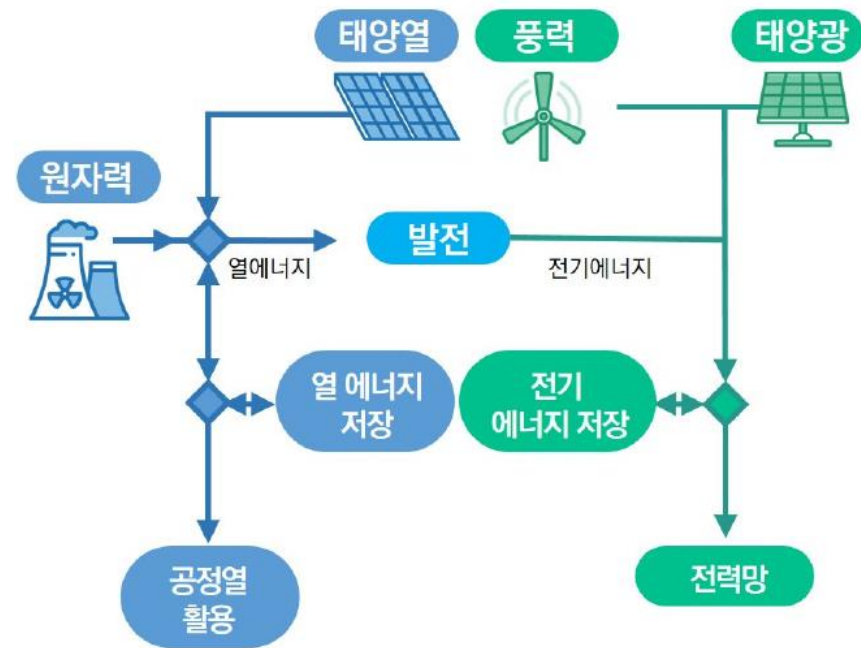 태양열
풍력
태양광
원자력
발전
열에너지
전기에너지
열 에너지
저장
전기
에너지 저장
공정열
활용
전력망